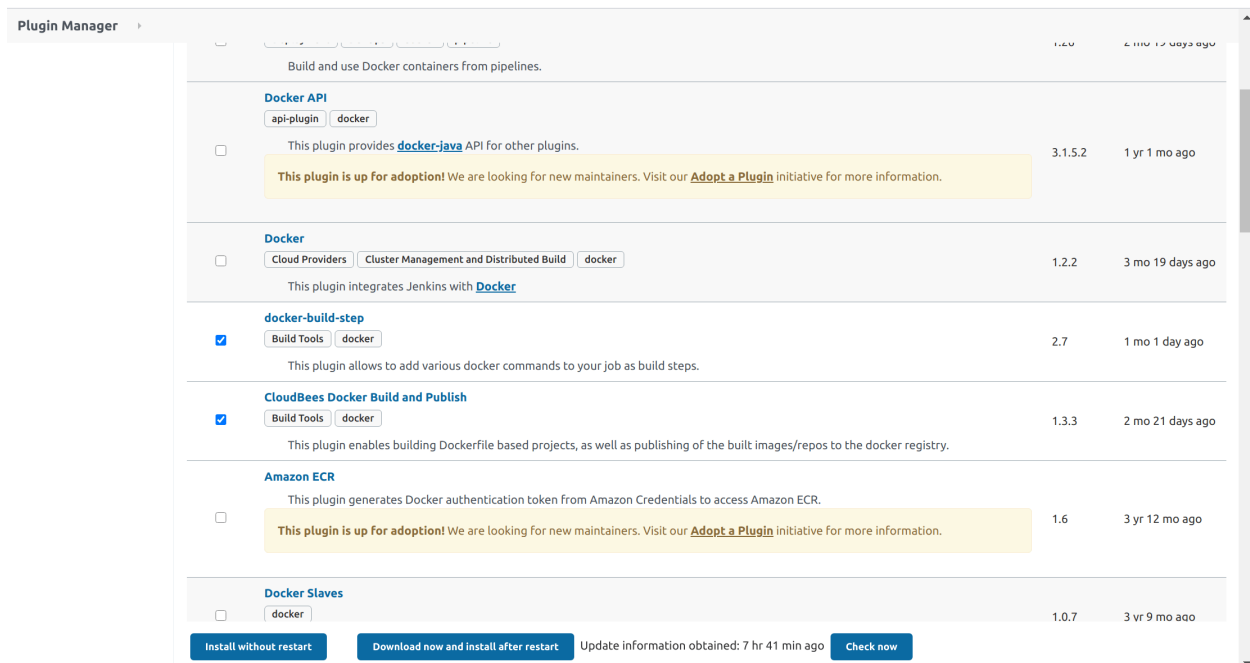 Plugin Manager
Build and use Docker containers from pipelines.
Docker API
api-plugin docker
This plugin provides docker-java API for other plugins.
3.1.5.2 1 yr 1 mo ago
This plugin is up for adoption! We are looking for new maintainers. Visit our Adopt a Plugin initiative for more information.
Docker
Cloud Providers Cluster Management and Distributed Build docker
1.2.2 3 mo 19 days ago
This plugin integrates Jenkins with Docker
docker-build-step
Build Tools docker
2.7 1 mo 1 day ago
This plugin allows to add various docker commands to your job as build steps.
CloudBees Docker Build and Publish
Build Tools docker
1.3.3 2 mo 21 days ago
This plugin enables building Dockerfile based projects, as well as publishing of the built images/repos to the docker registry.
Amazon ECR
This plugin generates Docker authentication token from Amazon Credentials to access Amazon ECR.
1.6 3 yr 12 mo ago
This plugin is up for adoption! We are looking for new maintainers. Visit our Adopt a Plugin initiative for more information.
Docker Slaves
docker
1.0.7 3 yr 9 mo ago
Install without restart Download now and install after restart Update information obtained: 7 hr 41 min ago Check now